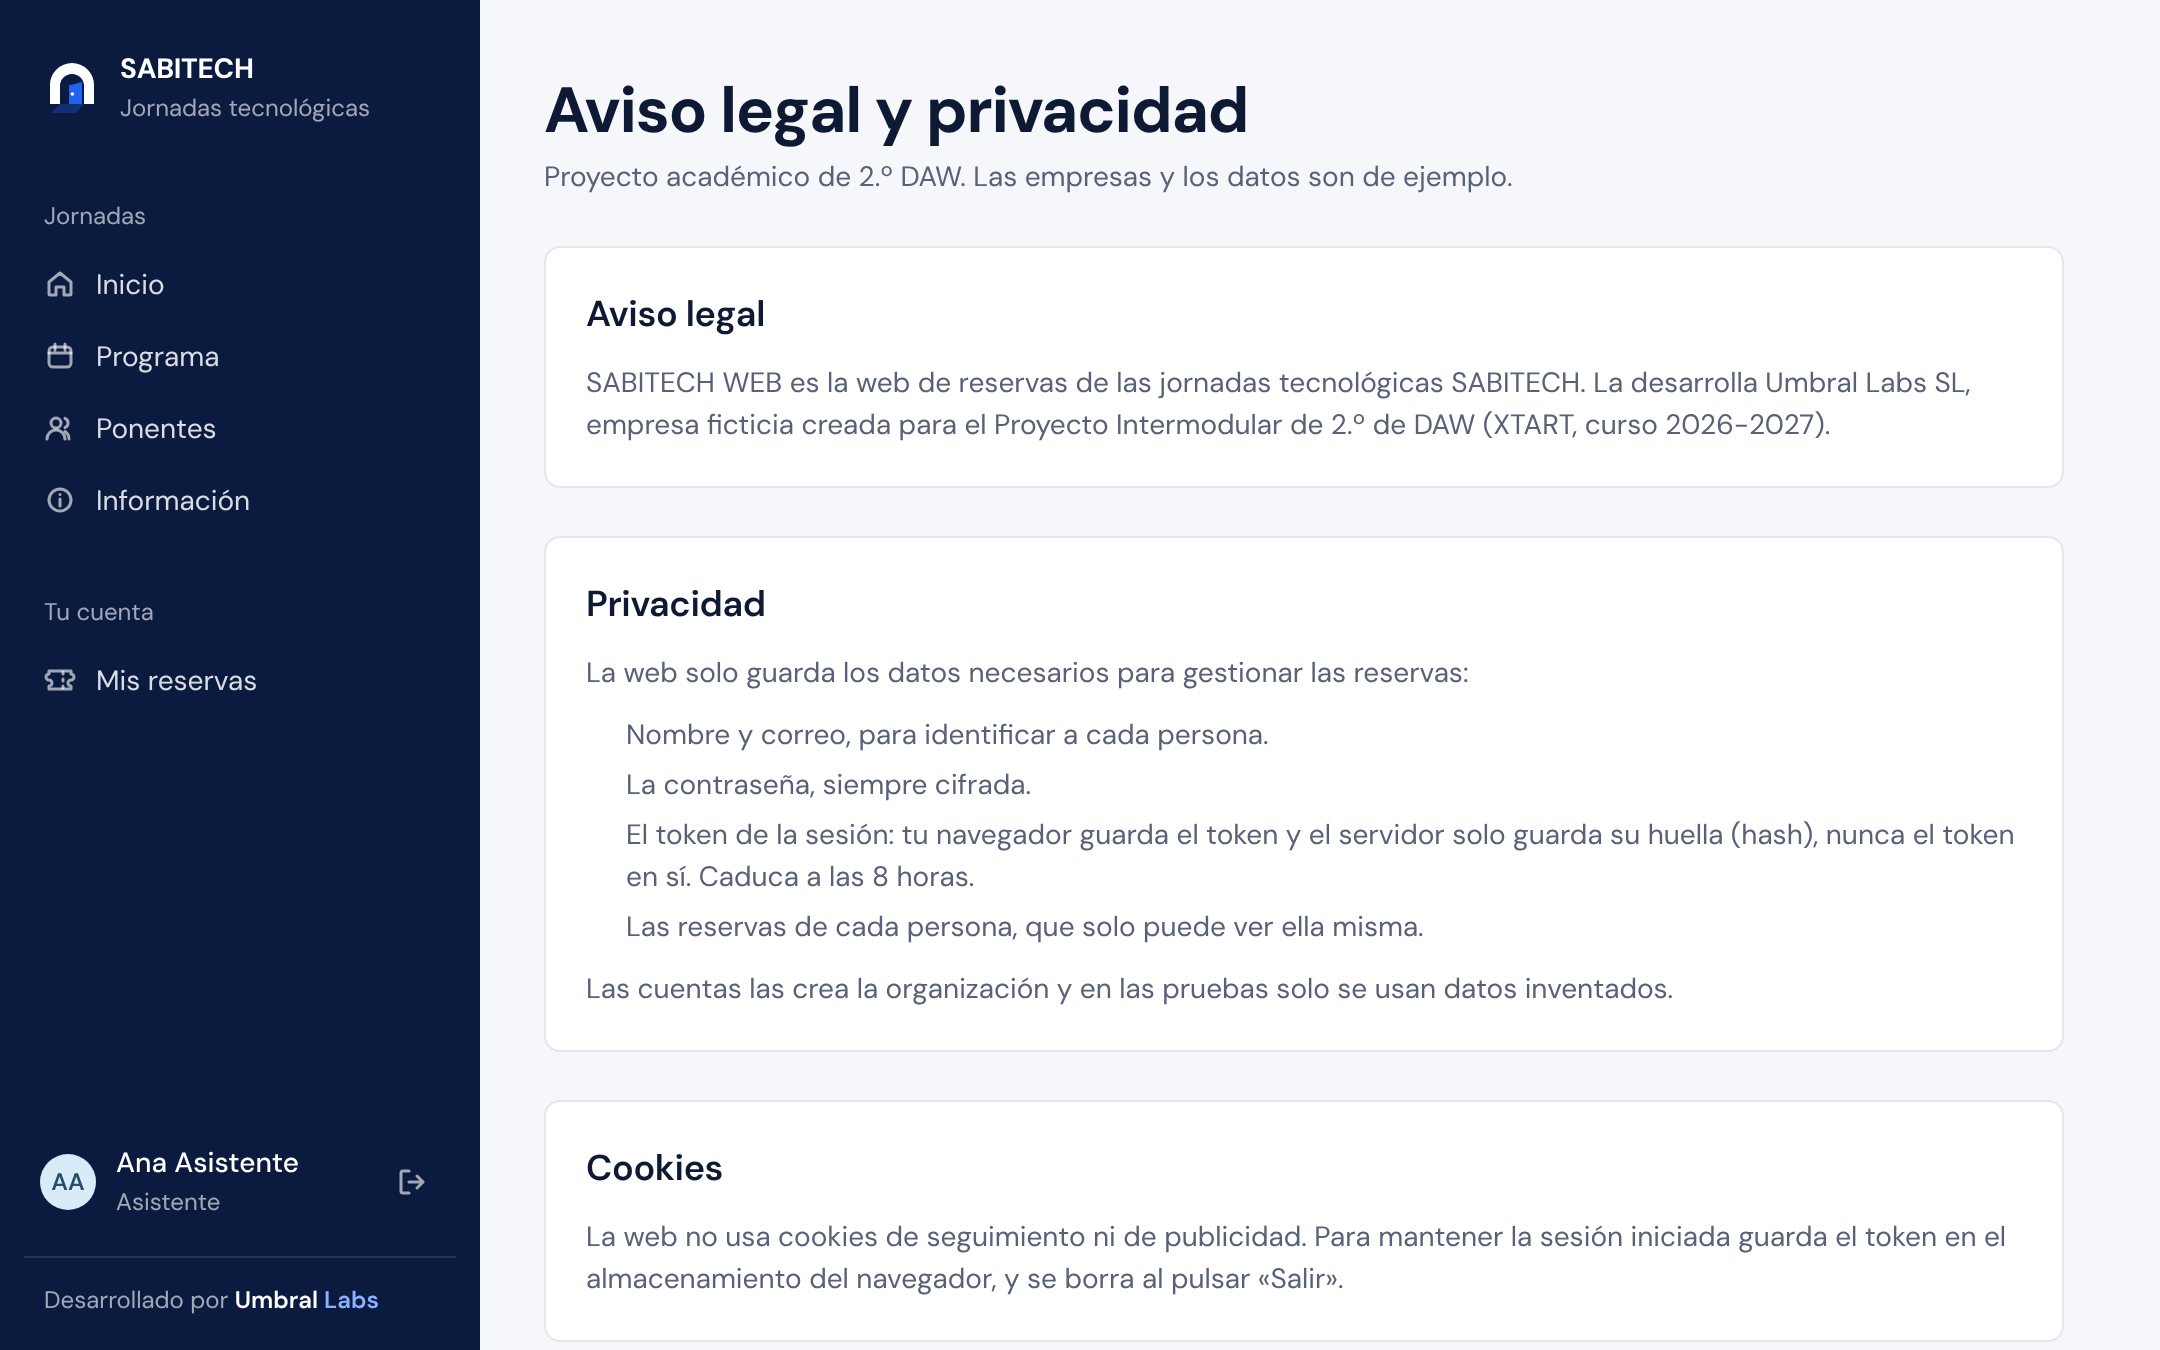 SABITECH
Jornadas tecnológicas
Jornadas
Inicio
Programa
Ponentes
Información
Tu cuenta
Mis reservas
AA
Ana Asistente
Asistente
Desarrollado por Umbral Labs
Aviso legal y privacidad
Proyecto académico de 2.º DAW. Las empresas y los datos son de ejemplo.
Aviso legal
SABITECH WEB es la web de reservas de las jornadas tecnológicas SABITECH. La desarrolla Umbral Labs SL,
empresa ficticia creada para el Proyecto Intermodular de 2.º de DAW (XTART, curso 2026-2027).
Privacidad
La web solo guarda los datos necesarios para gestionar las reservas:
Nombre y correo, para identificar a cada persona.
La contraseña, siempre cifrada.
El token de la sesión: tu navegador guarda el token y el servidor solo guarda su huella (hash), nunca el token
en sí. Caduca a las 8 horas.
Las reservas de cada persona, que solo puede ver ella misma.
Las cuentas las crea la organización y en las pruebas solo se usan datos inventados.
Cookies
La web no usa cookies de seguimiento ni de publicidad. Para mantener la sesión iniciada guarda el token en el
almacenamiento del navegador, y se borra al pulsar «Salir».